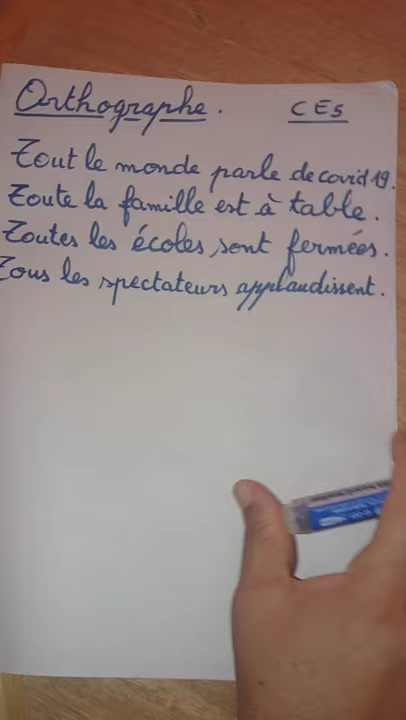 Orthographe. CE5
Tout le monde parle de covid 19.
Toute la famille est à table.
Toutes les écoles sont fermées.
Tous les spectateurs applaudissent.